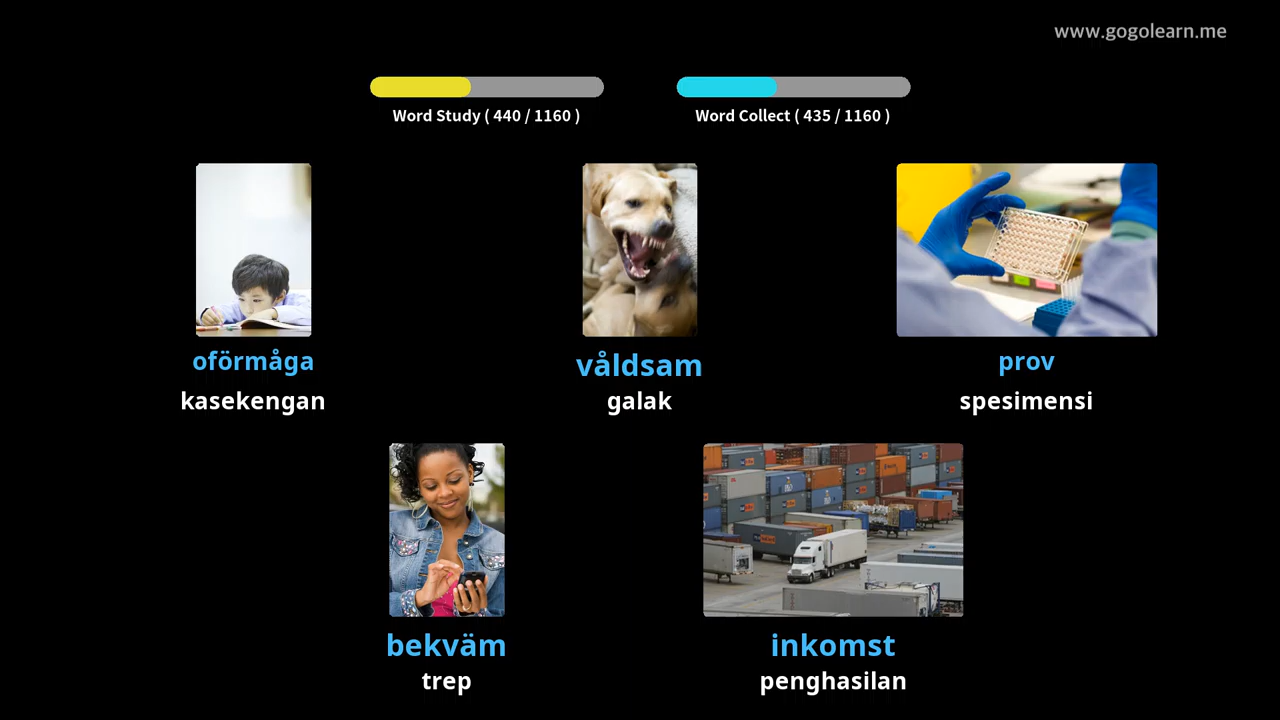 www.gogolearn.me
Word Study ( 440 / 1160 )
Word Collect ( 435 / 1160 )
oförmåga
kasekengan
våldsam
galak
prov
spesimensi
bekväm
trep
inkomst
penghasilan